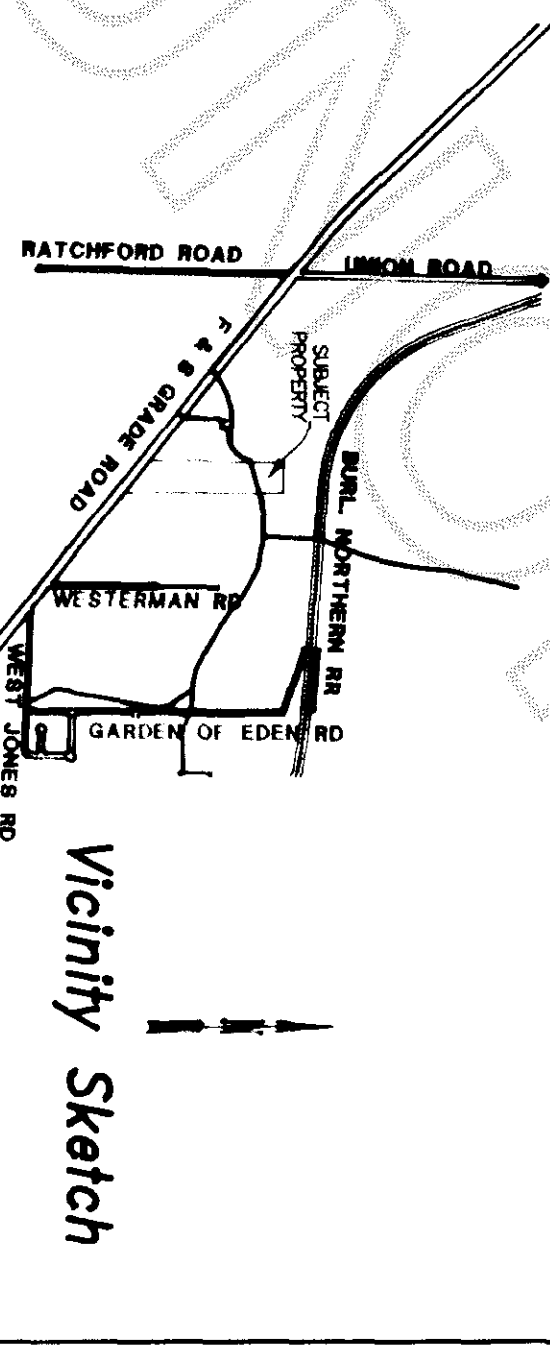 RATCHFORD ROAD
UNION ROAD
F & S GRADE ROAD
SUBJECT
PROPERTY
BURL. NORTHERN RR
WESTERMAN RD
GARDEN OF EDEN RD
WEST JONES RD
Vicinity Sketch